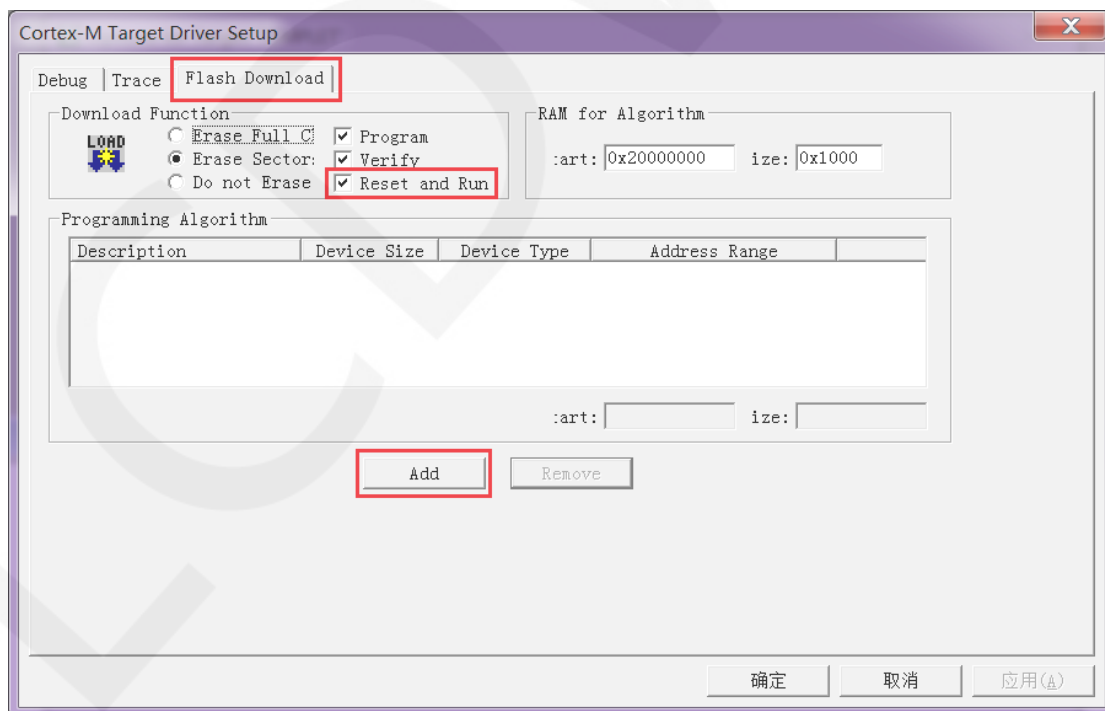 Cortex-M Target Driver Setup
Debug Trace Flash Download
Download Function
LOAD
Erase Full C
Erase Sector:
Do not Erase
Program
Verify
Reset and Run
RAM for Algorithm
:art: 0x20000000 ize: 0x1000
Programming Algorithm
Description Device Size Device Type Address Range
:art: ize:
Add Remove
确定 取消 应用(A)